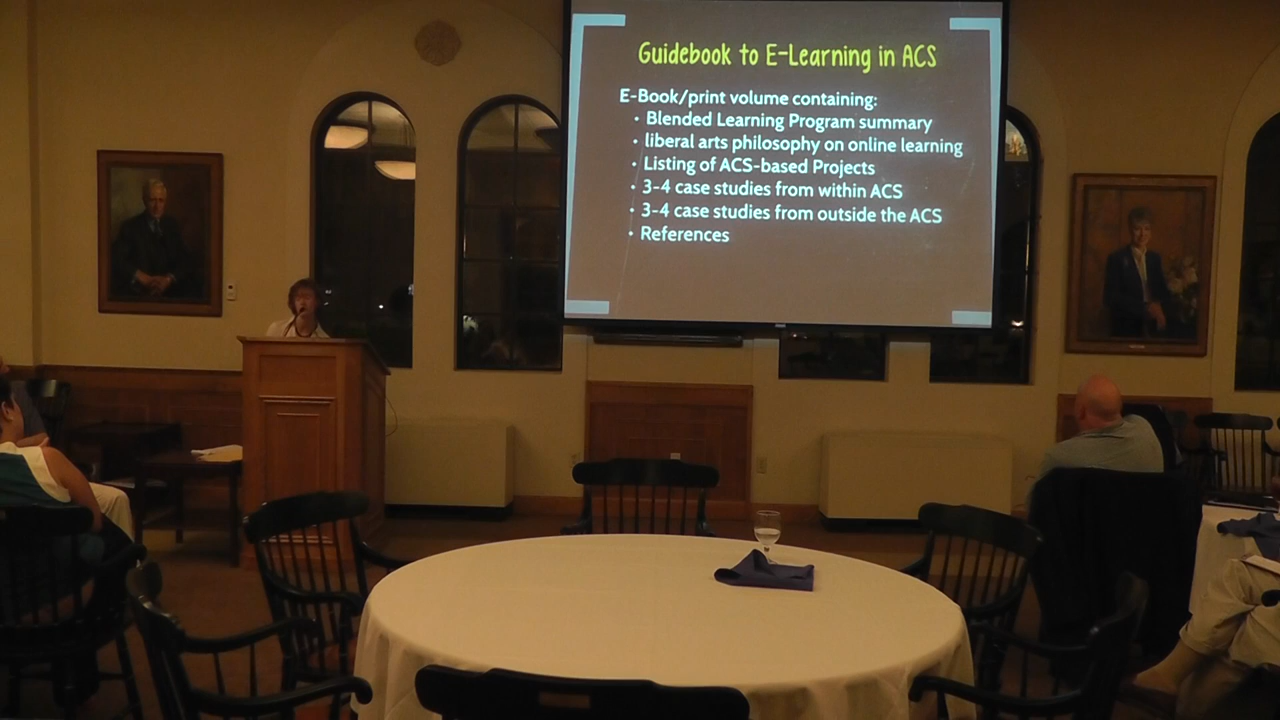 Guidebook to E-Learning in ACS
E-Book/print volume containing:
• Blended Learning Program summary
• liberal arts philosophy on online learning
• Listing of ACS-based Projects
• 3-4 case studies from within ACS
• 3-4 case studies from outside the ACS
• References